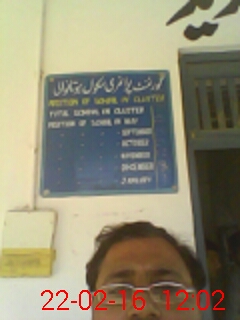 گورنمنٹ پرائمری سکول
POSITION OF SCHOOL IN CLUSTER
TOTAL SCHOOL IN CLUSTER
POSITION OF SCHOOL IN
SEPTEMBER
OCTOBER
NOVEMBER
DECEMBER
JANUARY
22-02-16 12:02